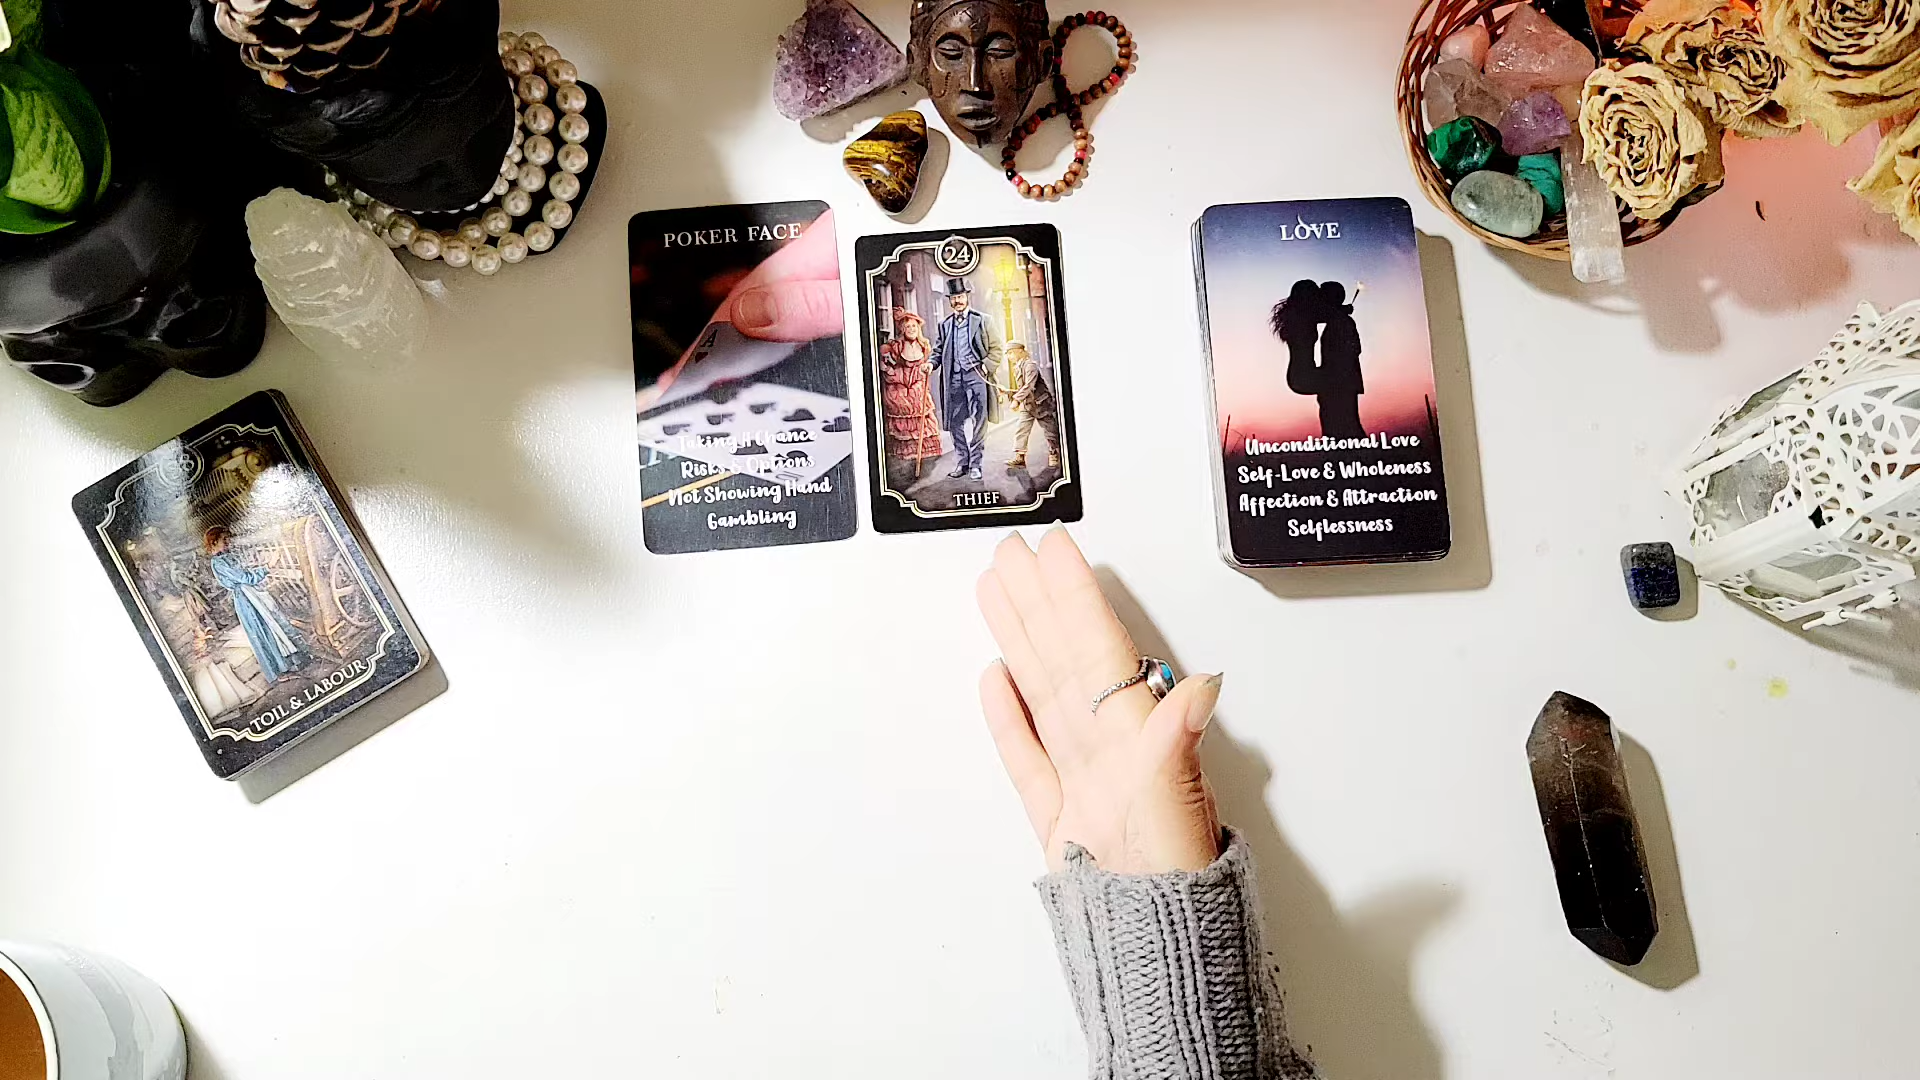 POKER FACE
Taking A Chance
Risks & Options
Not Showing Hand
Gambling
24
THIEF
LOVE
Unconditional Love
Self-Love & Wholeness
Affection & Attraction
Selflessness
38
TOIL & LABOUR